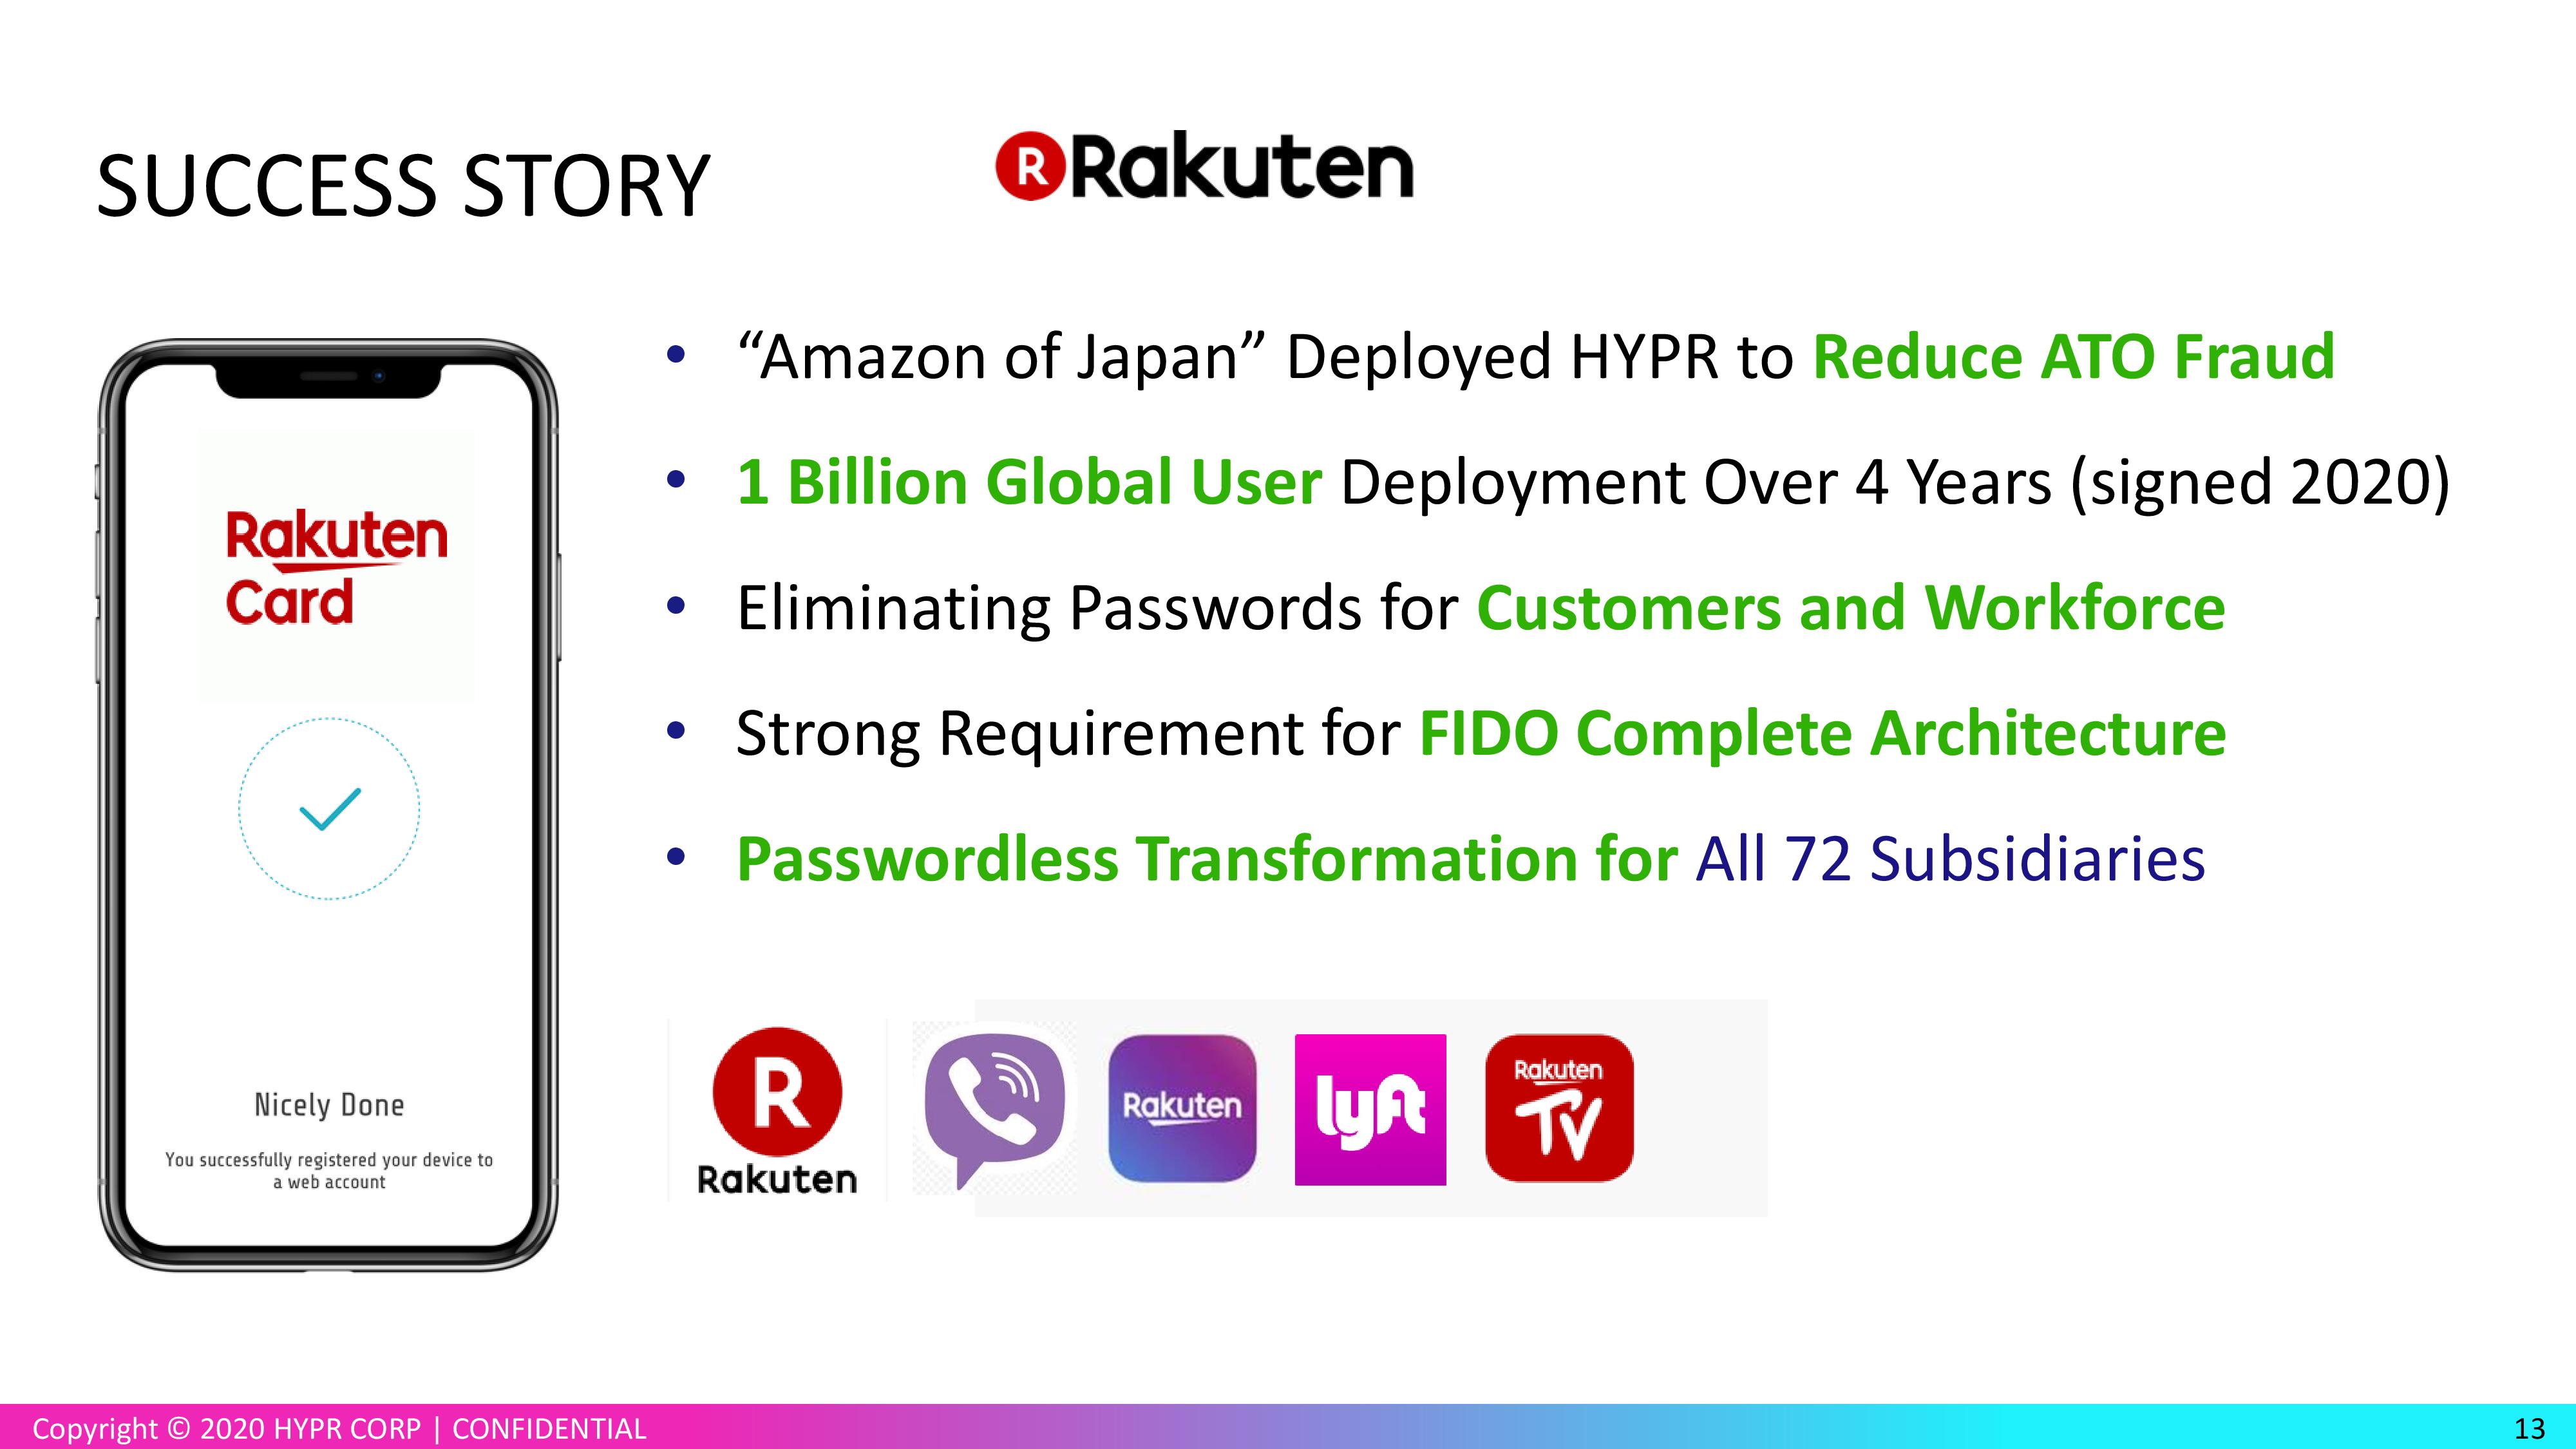 SUCCESS STORY
R Rakuten
• “Amazon of Japan” Deployed HYPR to Reduce ATO Fraud
• 1 Billion Global User Deployment Over 4 Years (signed 2020)
• Eliminating Passwords for Customers and Workforce
• Strong Requirement for FIDO Complete Architecture
• Passwordless Transformation for All 72 Subsidiaries
Rakuten
Card
Nicely Done
You successfully registered your device to
a web account
R
Rakuten
Rakuten
lyft
Rakuten
TV
Copyright © 2020 HYPR CORP | CONFIDENTIAL
13